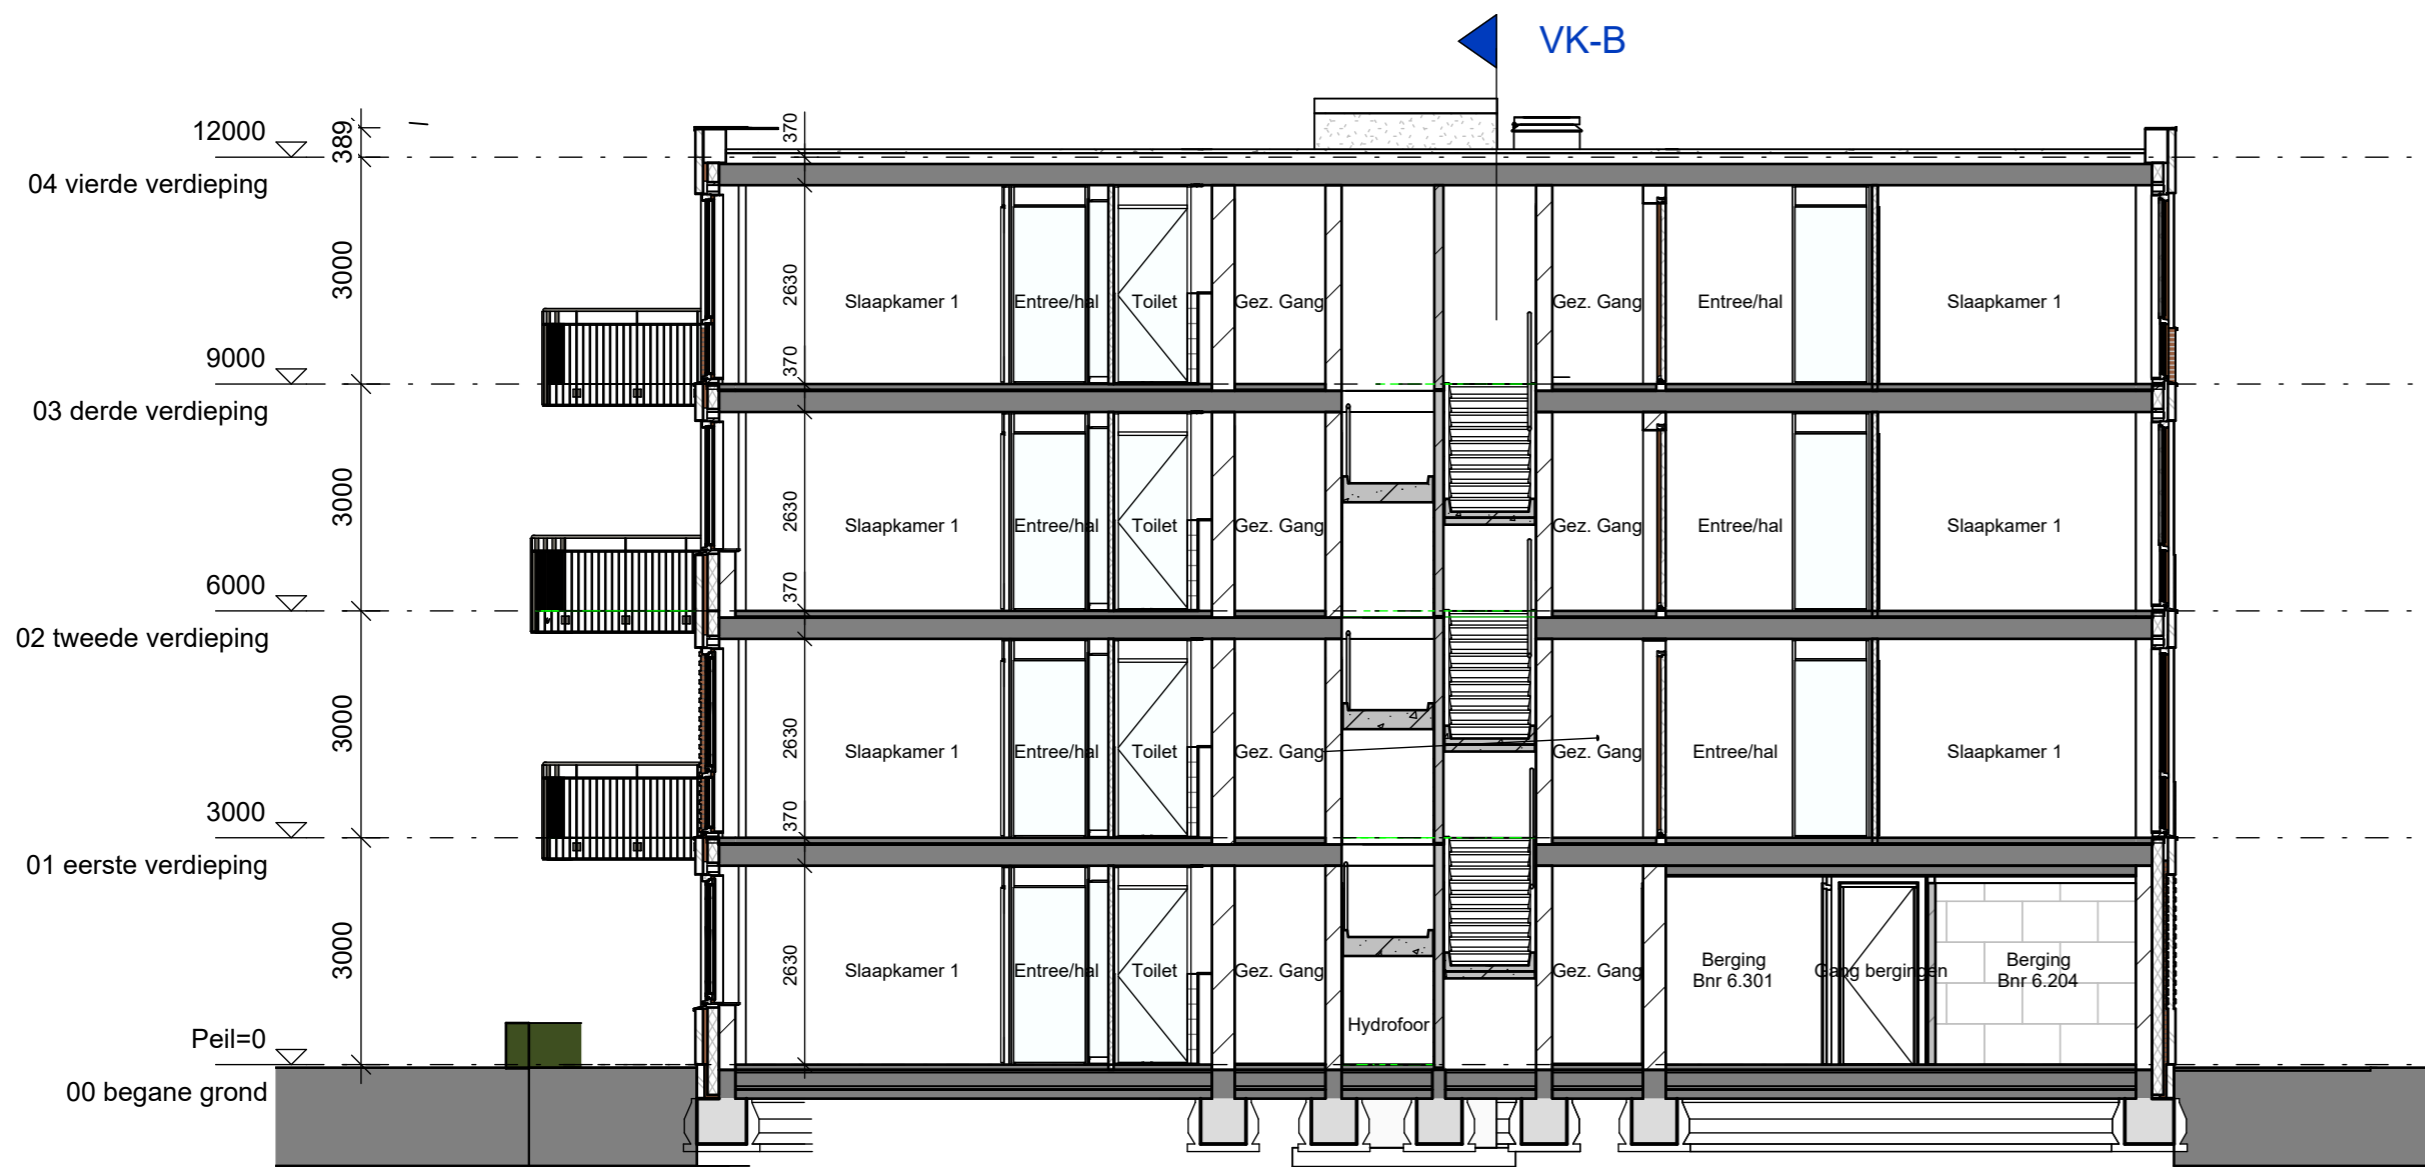 VK-B
12000
389
370
04 vierde verdieping
3000
2630
Slaapkamer 1
Entree/hal
Toilet
Gez. Gang
Gez. Gang
Entree/hal
Slaapkamer 1
9000
370
03 derde verdieping
3000
2630
Slaapkamer 1
Entree/hal
Toilet
Gez. Gang
Gez. Gang
Entree/hal
Slaapkamer 1
6000
370
02 tweede verdieping
3000
2630
Slaapkamer 1
Entree/hal
Toilet
Gez. Gang
Gez. Gang
Entree/hal
Slaapkamer 1
3000
370
01 eerste verdieping
3000
2630
Slaapkamer 1
Entree/hal
Toilet
Gez. Gang
Gez. Gang
Berging
Bnr 6.301
Gang bergingen
Berging
Bnr 6.204
Hydrofoor
Peil=0
00 begane grond